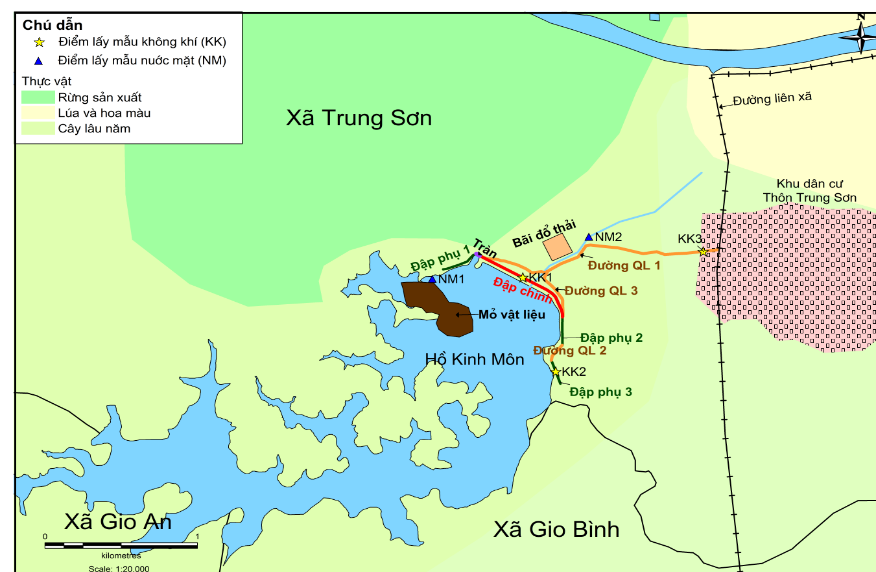 Chú dẫn
Điểm lấy mẫu không khí (KK)
Điểm lấy mẫu nước mặt (NM)
Thực vật
Rừng sản xuất
Lúa và hoa màu
Cây lâu năm
N
Xã Trung Sơn
Đường liên xã
Khu dân cư
Thôn Trung Sơn
Bãi đổ thải
NM2
KK3
Tràn
Đập phụ 1
Đường QL 1
KK1
NM1
Đập chính
Đường QL 3
Mỏ vật liệu
Đập phụ 2
Đường QL 2
Hồ Kinh Môn
KK2
Đập phụ 3
Xã Gio An
Xã Gio Bình
0
1
kilometres
Scale: 1:20.000